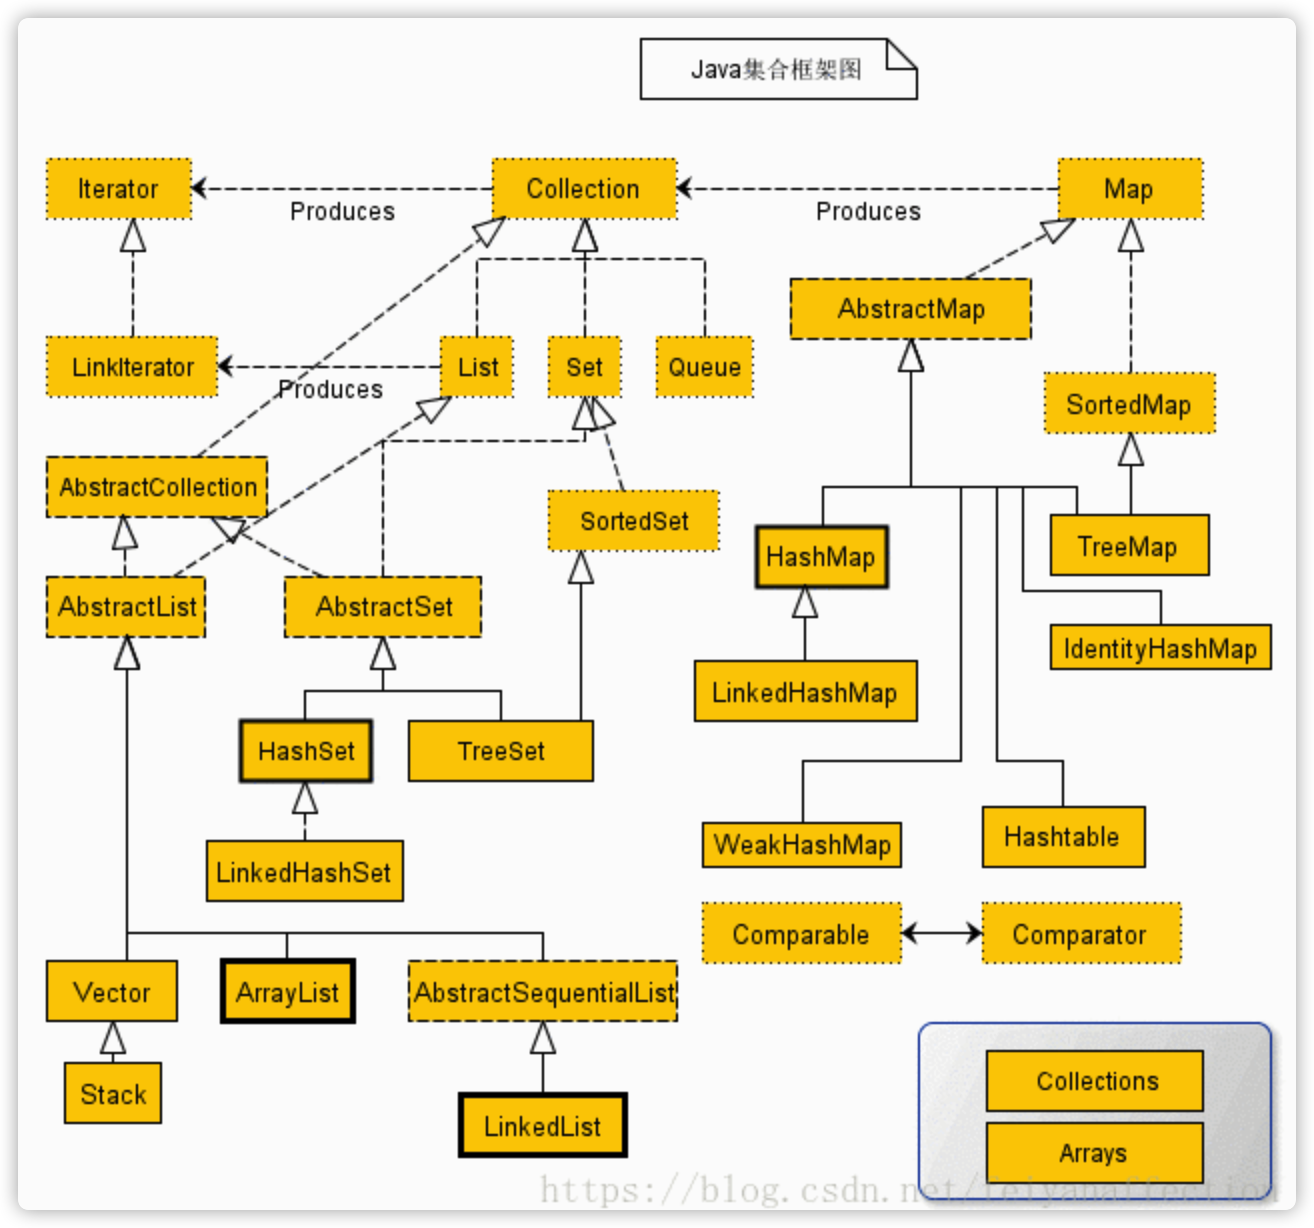 Java集合框架图
Iterator
Collection
Map
Produces
Produces
AbstractMap
LinkIterator
List
Set
Queue
Produces
SortedMap
AbstractCollection
SortedSet
HashMap
TreeMap
AbstractList
AbstractSet
IdentityHashMap
LinkedHashMap
HashSet
TreeSet
WeakHashMap
Hashtable
LinkedHashSet
Comparable
Comparator
Vector
ArrayList
AbstractSequentialList
Stack
Collections
LinkedList
Arrays
https://blog.csdn.net/feiyanaffection